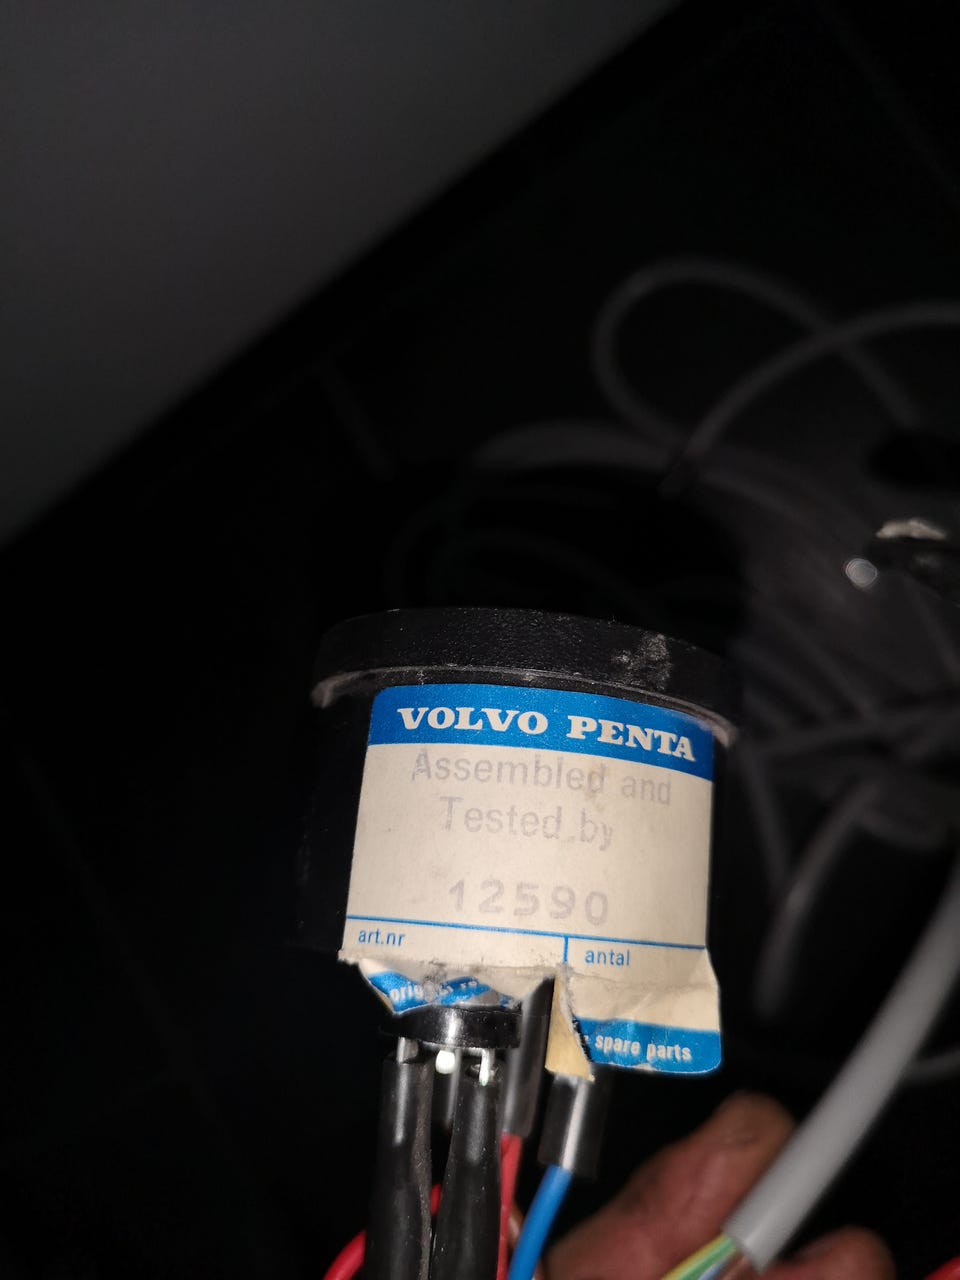 VOLVO PENTA
Assembled and
Tested by
12590
art.nr
antal
spare parts